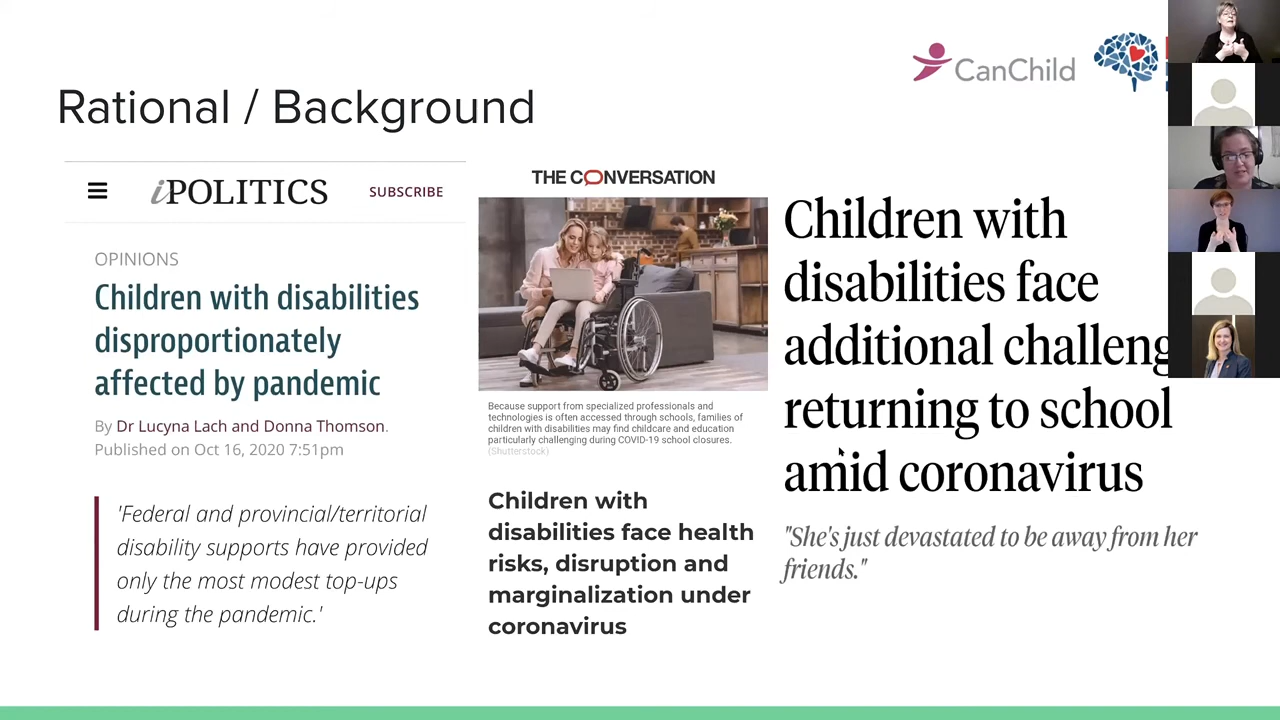 CanChild
Rational / Background
iPOLITICS
SUBSCRIBE
OPINIONS
Children with disabilities
disproportionately
affected by pandemic
By Dr Lucyna Lach and Donna Thomson.
Published on Oct 16, 2020 7:51pm
'Federal and provincial/territorial
disability supports have provided
only the most modest top-ups
during the pandemic.'
THE CONVERSATION
Because support from specialized professionals and
technologies is often accessed through schools, families of
children with disabilities may find childcare and education
particularly challenging during COVID-19 school closures.
(Shutterstock)
Children with
disabilities face health
risks, disruption and
marginalization under
coronavirus
Children with
disabilities face
additional challeng
returning to school
amid coronavirus
"She's just devastated to be away from her
friends."